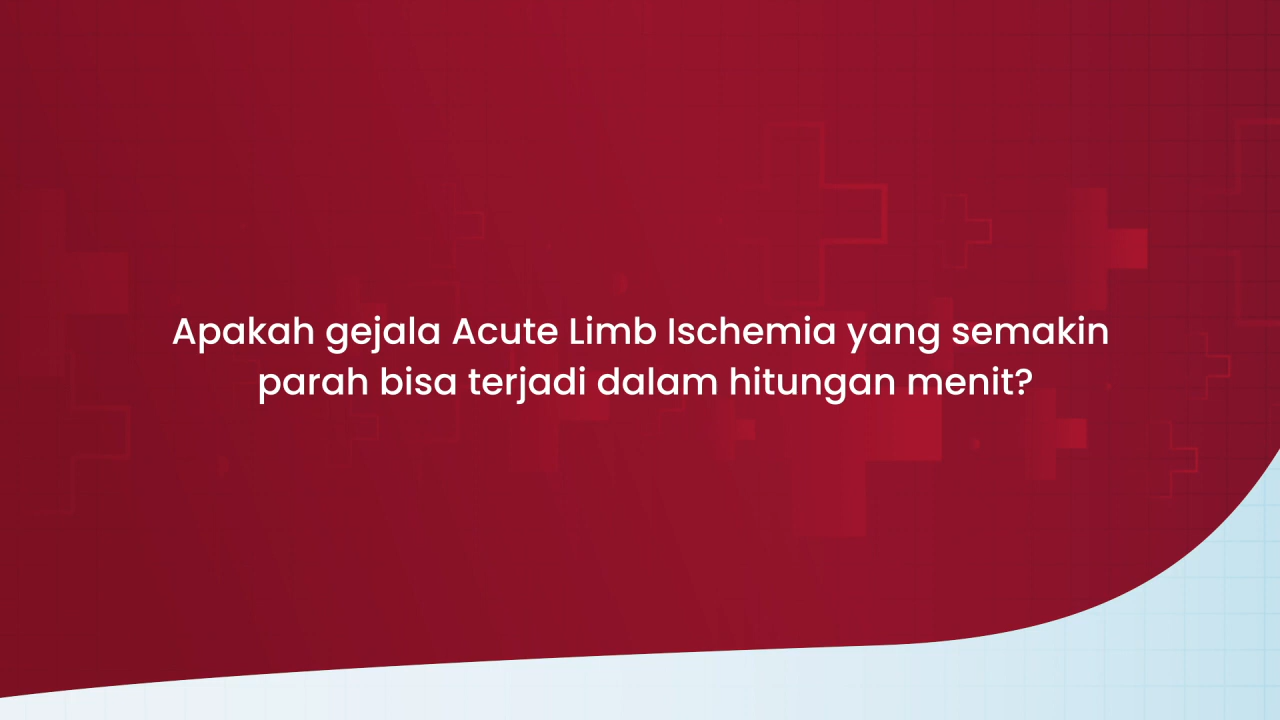 Apakah gejala Acute Limb Ischemia yang semakin
parah bisa terjadi dalam hitungan menit?